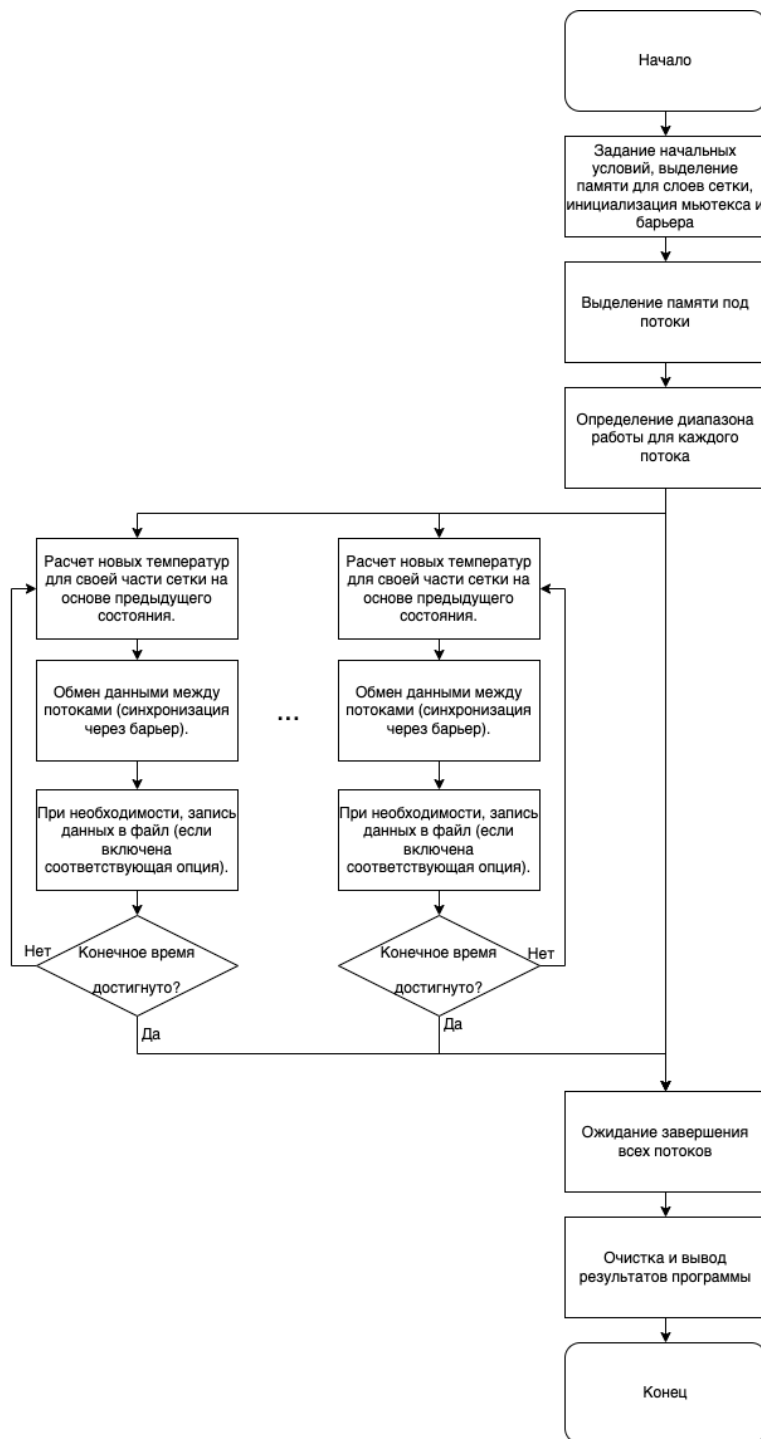 Начало
Задание начальных
условий, выделение
памяти для слоев сетки,
инициализация мьютекса и
барьера
Выделение памяти под
потоки
Определение диапазона
работы для каждого
потока
Расчет новых температур
для своей части сетки на
основе предыдущего
состояния.
Расчет новых температур
для своей части сетки на
основе предыдущего
состояния.
Обмен данными между
потоками (синхронизация
через барьер).
...
Обмен данными между
потоками (синхронизация
через барьер).
При необходимости, запись
данных в файл (если
включена
соответствующая опция).
При необходимости, запись
данных в файл (если
включена
соответствующая опция).
Нет
Конечное время
достигнуто?
Да
Конечное время
достигнуто?
Нет
Да
Ожидание завершения
всех потоков
Очистка и вывод
результатов программы
Конец